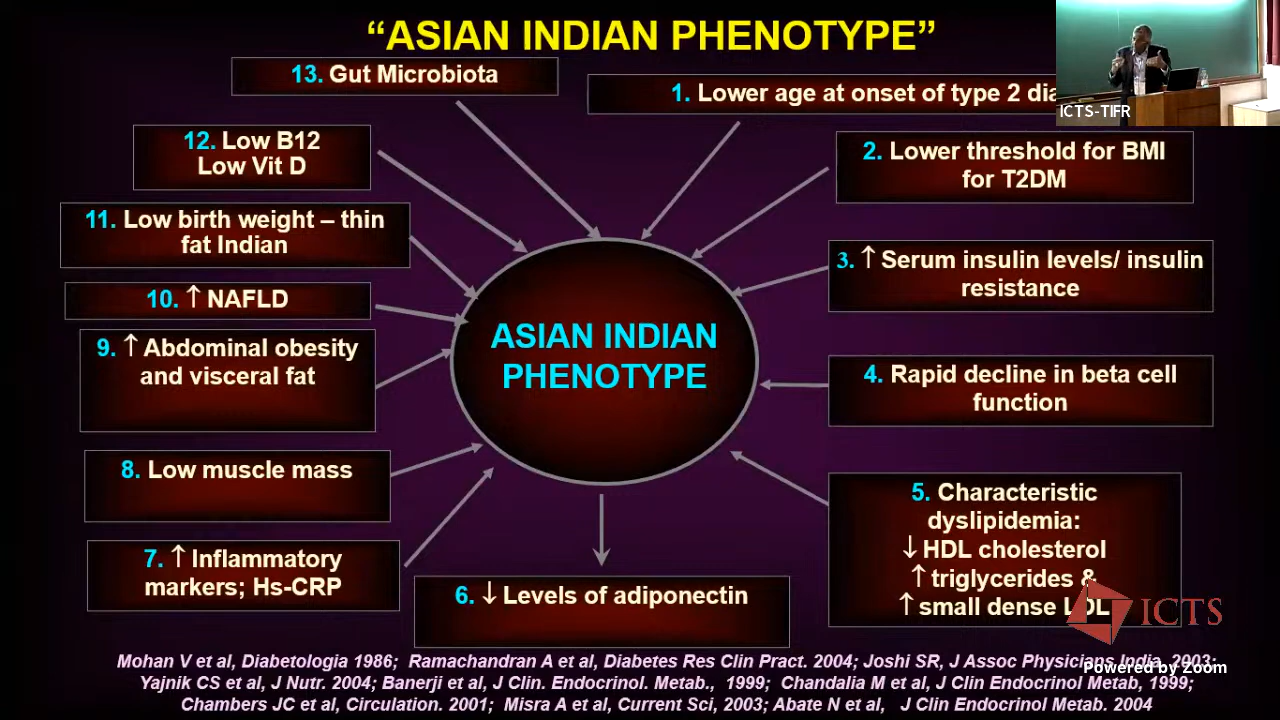 “ASIAN INDIAN PHENOTYPE”
13. Gut Microbiota
1. Lower age at onset of type 2
ICTS-TIFR
12. Low B12
Low Vit D
2. Lower threshold for BMI
for T2DM
11. Low birth weight – thin
fat Indian
3. ↑ Serum insulin levels/ insulin
resistance
10. ↑ NAFLD
9. ↑ Abdominal obesity
and visceral fat
ASIAN INDIAN
PHENOTYPE
4. Rapid decline in beta cell
function
8. Low muscle mass
5. Characteristic
dyslipidemia:
↓ HDL cholesterol
↑ triglycerides &
↑ small dense LDL
7. ↑ Inflammatory
markers; Hs-CRP
6. ↓ Levels of adiponectin
ICTS
Mohan V et al, Diabetologia 1986; Ramachandran A et al, Diabetes Res Clin Pract. 2004; Joshi SR, J Assoc Physicians India, 2003;
Powered by Zoom
Yajnik CS et al, J Nutr. 2004; Banerji et al, J Clin. Endocrinol. Metab., 1999; Chandalia M et al, J Clin Endocrinol Metab, 1999;
Chambers JC et al, Circulation. 2001; Misra A et al, Current Sci, 2003; Abate N et al, J Clin Endocrinol Metab. 2004